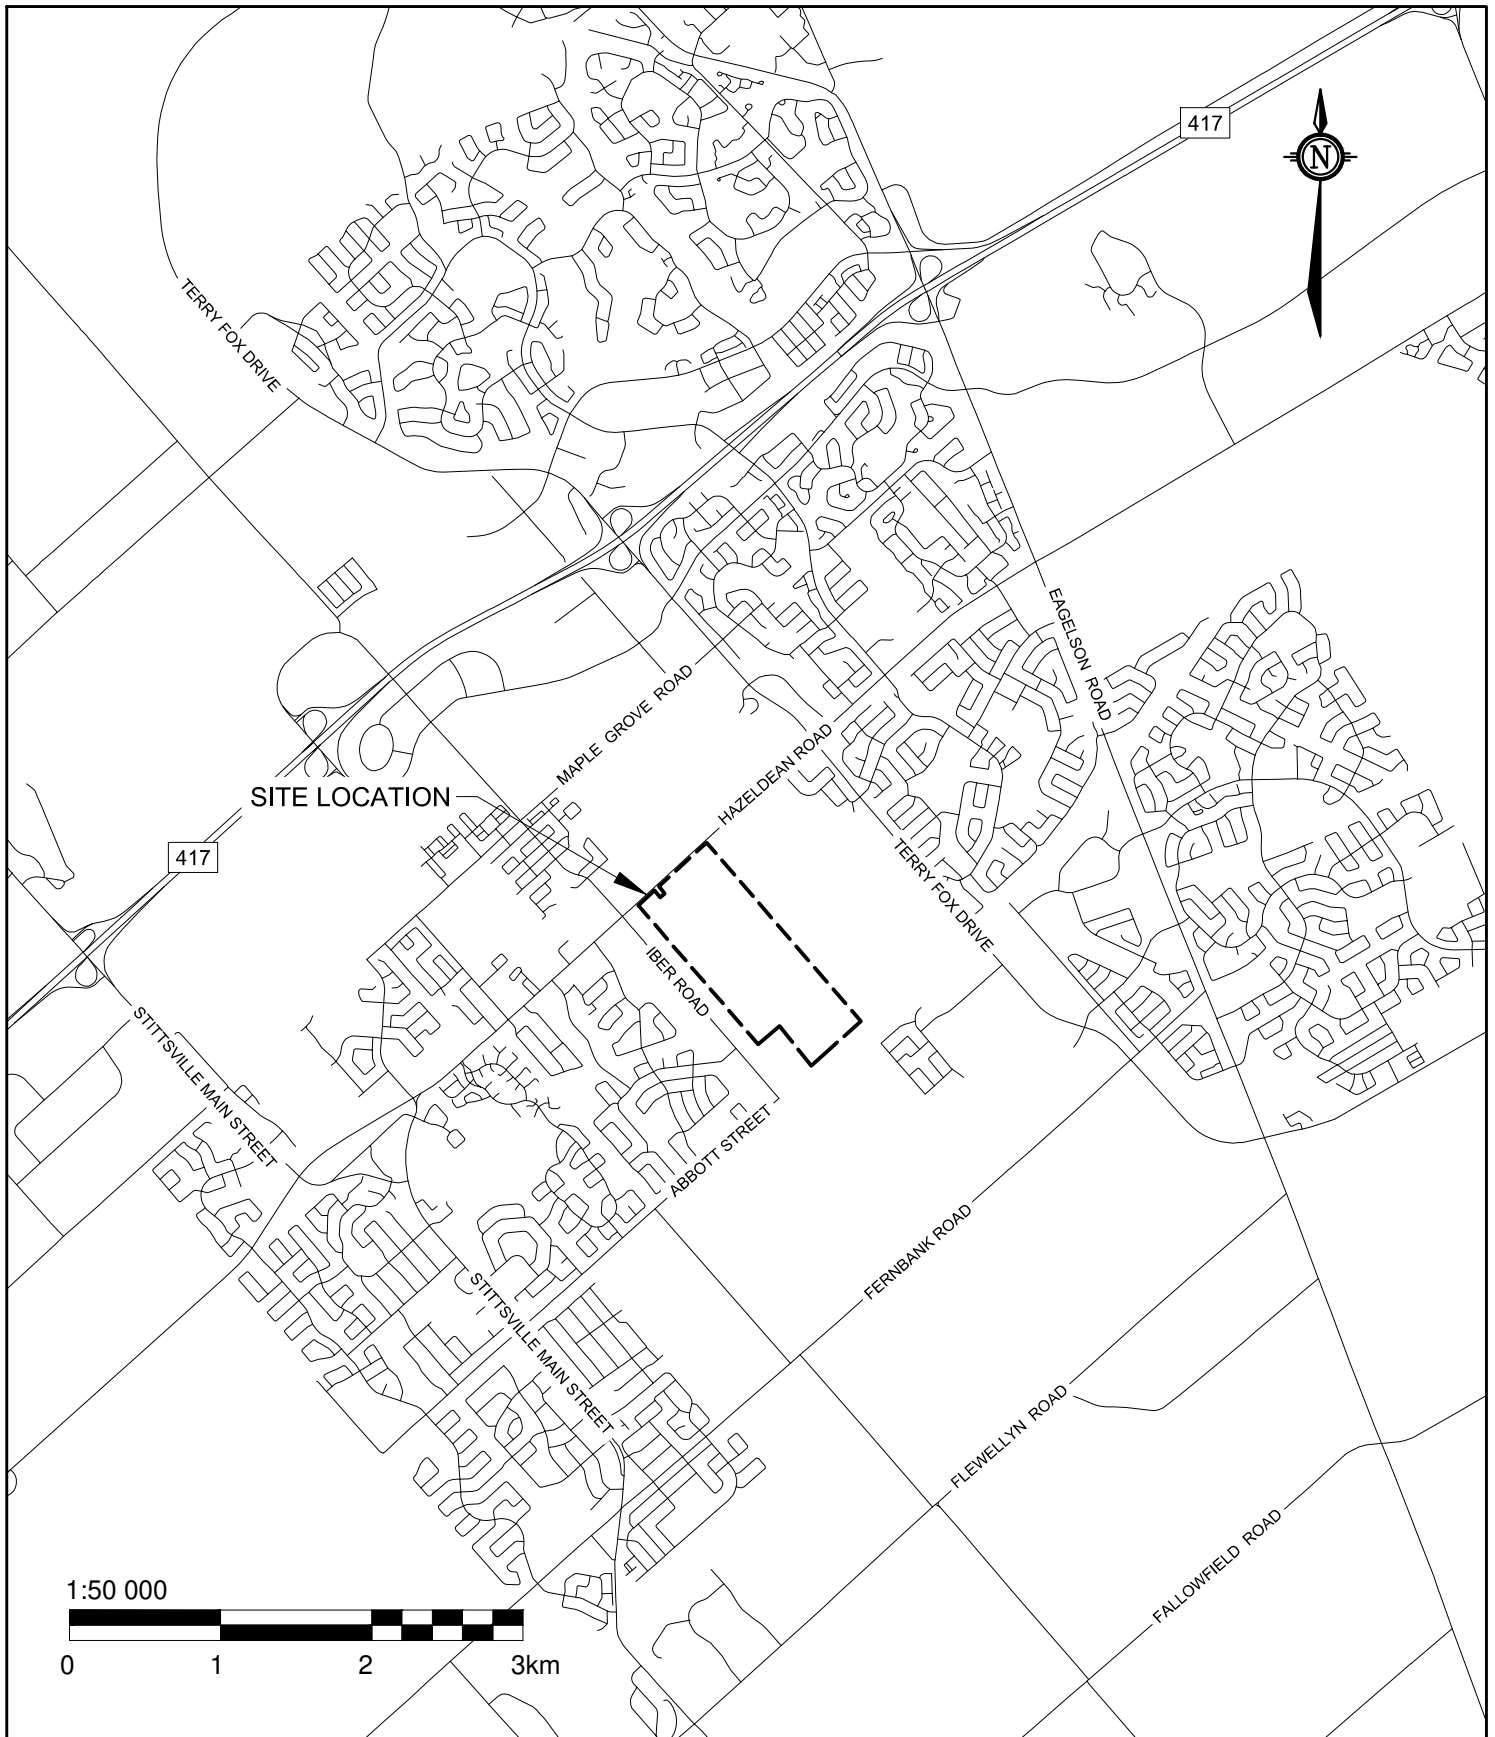 417
N
TERRY FOX DRIVE
EAGELSON ROAD
MAPLE GROVE ROAD
HAZELDEAN ROAD
SITE LOCATION
417
TERRY FOX DRIVE
IBER ROAD
STITTSVILLE MAIN STREET
ABBOTT STREET
FERNBANK ROAD
STITTSVILLE MAIN STREET
FLEWELLYN ROAD
FALLOWFIELD ROAD
1:50 000
0 1 2 3km